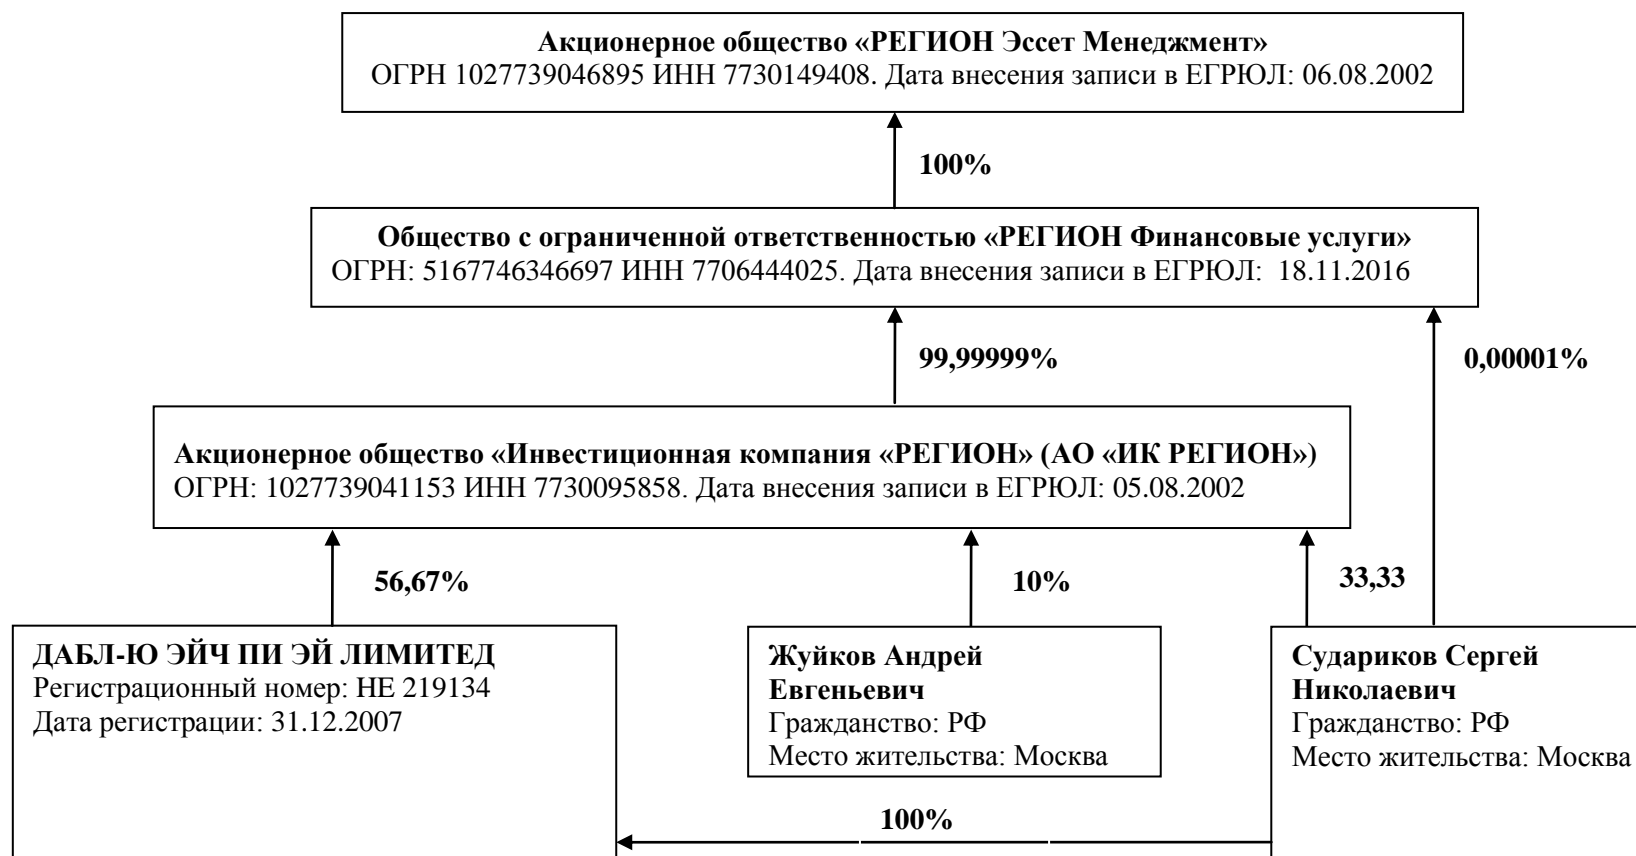 Акционерное общество «РЕГИОН Эссет Менеджмент»
ОГРН 1027739046895 ИНН 7730149408. Дата внесения записи в ЕГРЮЛ: 06.08.2002
100%
Общество с ограниченной ответственностью «РЕГИОН Финансовые услуги»
ОГРН: 5167746346697 ИНН 7706444025. Дата внесения записи в ЕГРЮЛ: 18.11.2016
99,99999%
0,00001%
Акционерное общество «Инвестиционная компания «РЕГИОН» (АО «ИК РЕГИОН»)
ОГРН: 1027739041153 ИНН 7730095858. Дата внесения записи в ЕГРЮЛ: 05.08.2002
56,67%
10%
33,33
ДАБЛ-Ю ЭЙЧ ПИ ЭЙ ЛИМИТЕД
Регистрационный номер: НЕ 219134
Дата регистрации: 31.12.2007
Жуйков Андрей
Евгеньевич
Гражданство: РФ
Место жительства: Москва
Судариков Сергей
Николаевич
Гражданство: РФ
Место жительства: Москва
100%